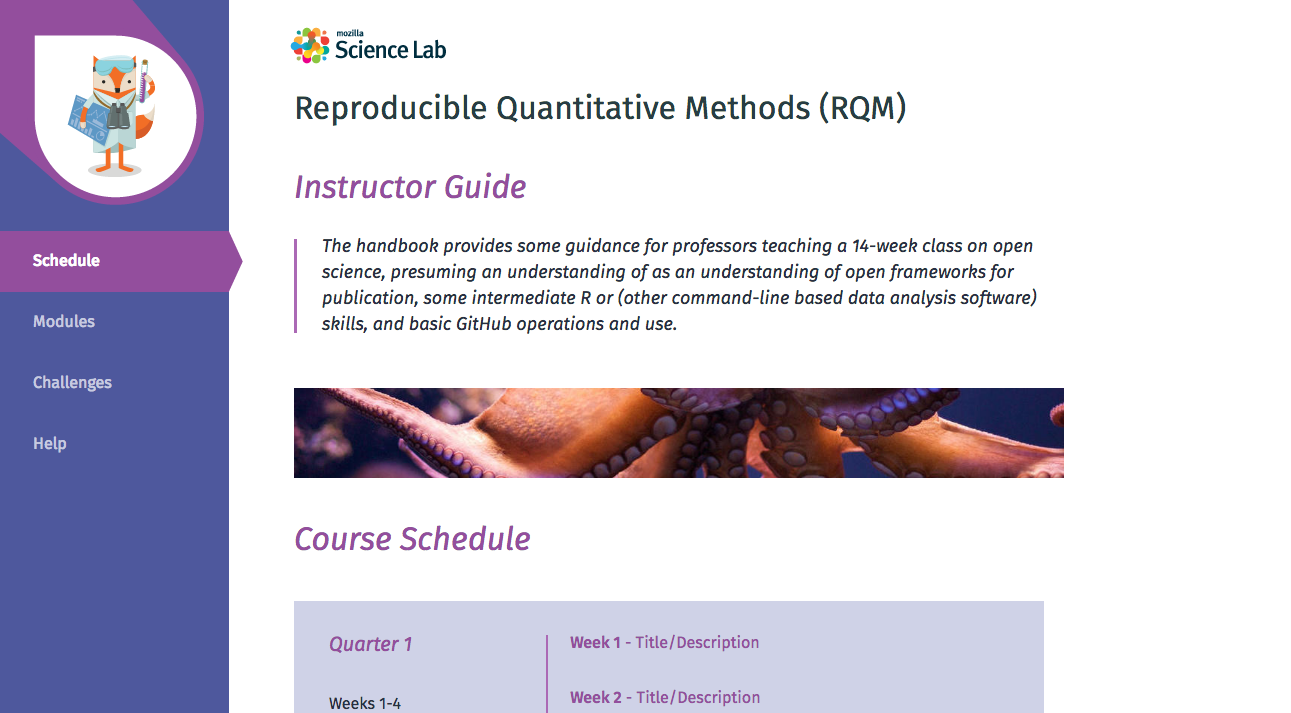 mozilla
Science Lab
Reproducible Quantitative Methods (RQM)
Instructor Guide
The handbook provides some guidance for professors teaching a 14-week class on open
science, presuming an understanding of as an understanding of open frameworks for
publication, some intermediate R or (other command-line based data analysis software)
skills, and basic GitHub operations and use.
Schedule
Modules
Challenges
Help
Course Schedule
Quarter 1
Weeks 1-4
Week 1 - Title/Description
Week 2 - Title/Description